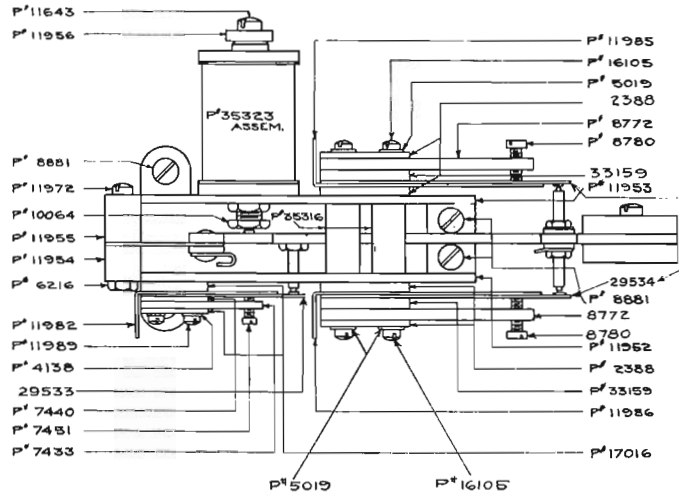 P# 11643
P# 11956
P# 35323
ASSEM.
P# 8881
P# 11972
P# 10064
P# 11955
P# 11954
P# 6216
P# 11982
P# 11989
P# 4138
29533
P# 7440
P# 7431
P# 7433
P# 35316
P# 11985
P# 16105
P# 5019
2388
P# 8772
P# 8780
33159
P# 11953
29534
P# 8881
8772
8780
P# 11952
P# 2388
P# 33159
P# 11986
P# 17016
P# 5019
P# 16105